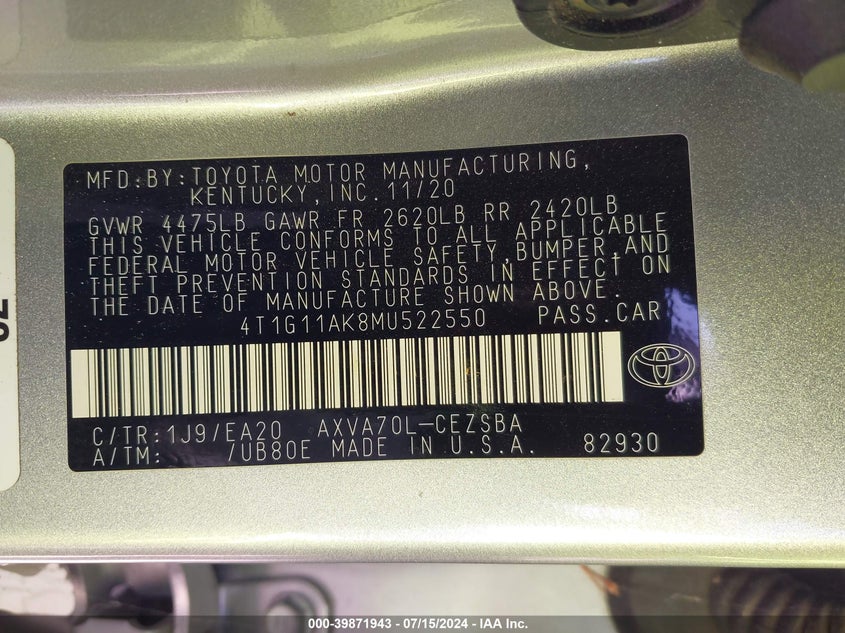 MFD:BY:TOYOTA MOTOR MANUFACTURING,
KENTUCKY,INC.11/20
GVWR 4475LB GAWR FR 2620LB RR 2420LB
THIS VEHICLE CONFORMS TO ALL APPLICABLE
FEDERAL MOTOR VEHICLE SAFETY,BUMPER,AND
THEFT PREVENTION STANDARDS IN EFFECT ON
THE DATE OF MANUFACTURE SHOWN ABOVE.
4T1G11AK8MU522550 PASS.CAR
C/TR:1J9/EA20 AXVA70L-CEZSBA
A/TM: /UB80E MADE IN U.S.A. 82930
000-39871943 - 07/15/2024 - IAA Inc.